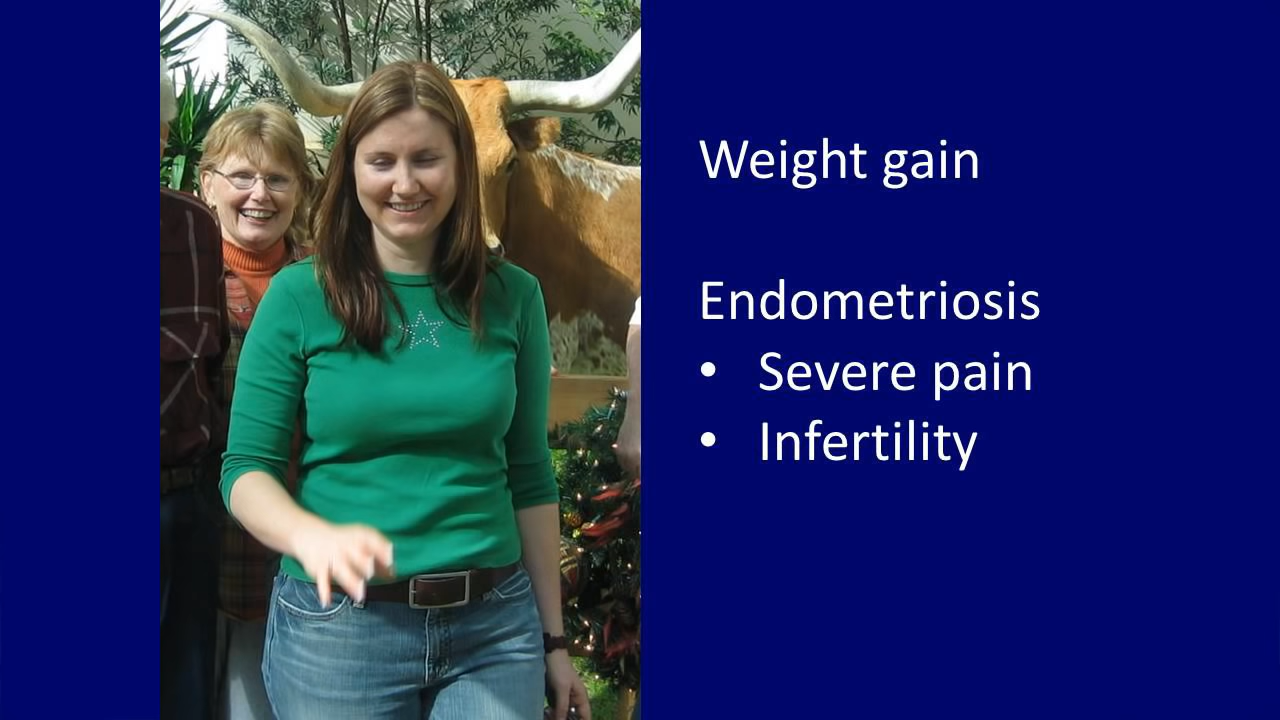 Weight gain
Endometriosis
• Severe pain
• Infertility